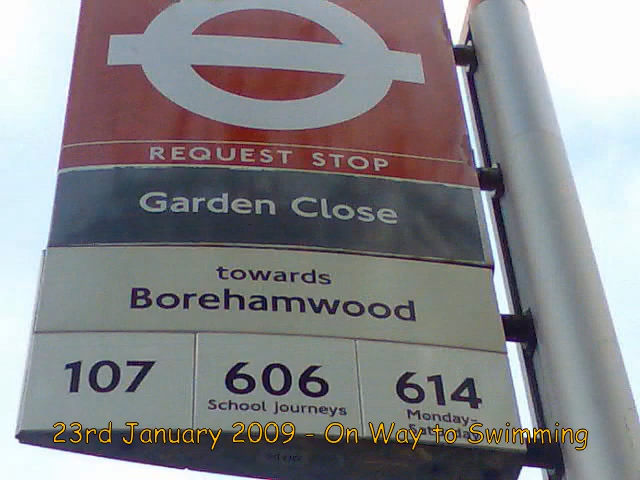 REQUEST STOP
Garden Close
towards
Borehamwood
107
606
School Journeys
614
Monday-
Saturday
23rd January 2009 - On Way to Swimming